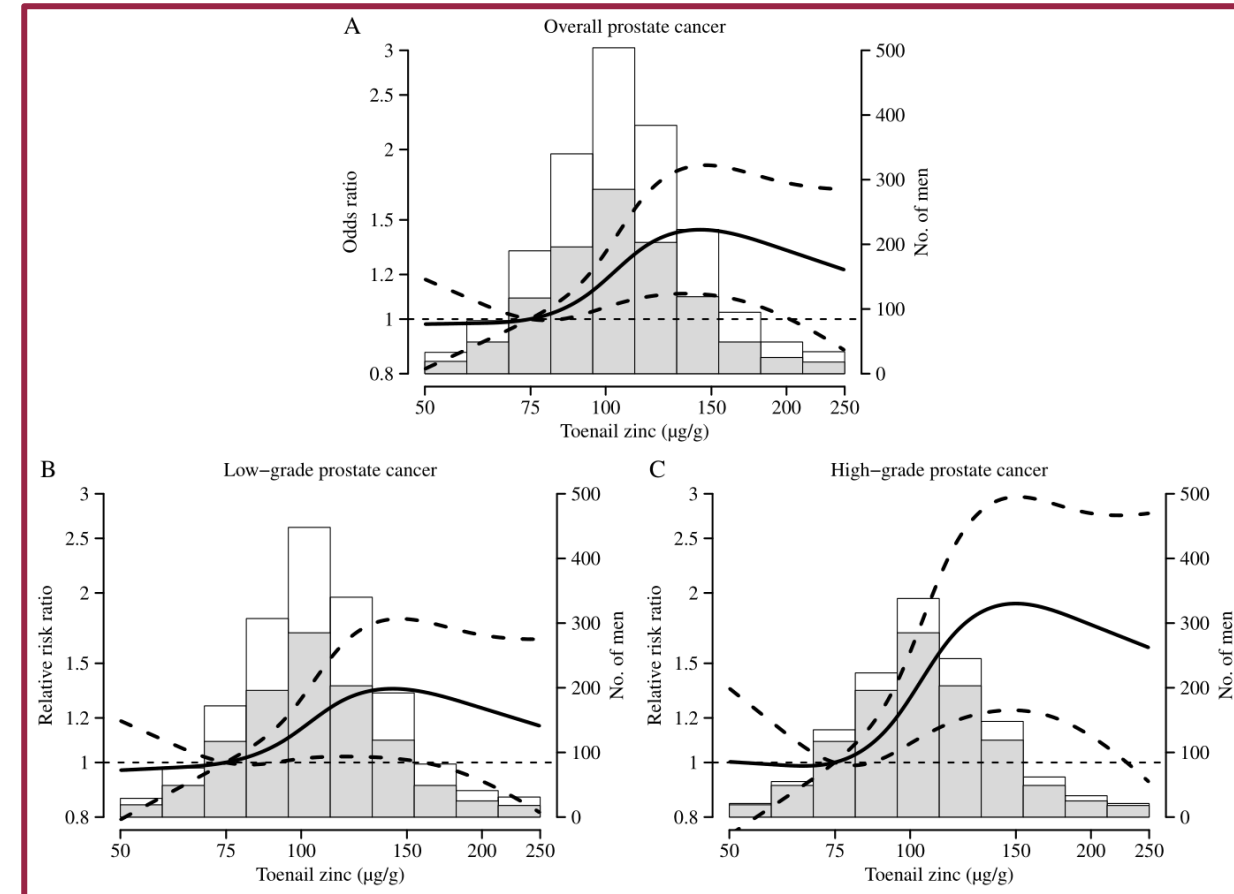 A
Overall prostate cancer
Odds ratio
3
2.5
2
1.5
1.2
1
0.8
No. of men
500
400
300
200
100
0
50 75 100 150 200 250
Toenail zinc (µg/g)
B
Low−grade prostate cancer
Relative risk ratio
3
2.5
2
1.5
1.2
1
0.8
No. of men
500
400
300
200
100
0
50 75 100 150 200 250
Toenail zinc (µg/g)
C
High−grade prostate cancer
Relative risk ratio
3
2.5
2
1.5
1.2
1
0.8
No. of men
500
400
300
200
100
0
50 75 100 150 200 250
Toenail zinc (µg/g)